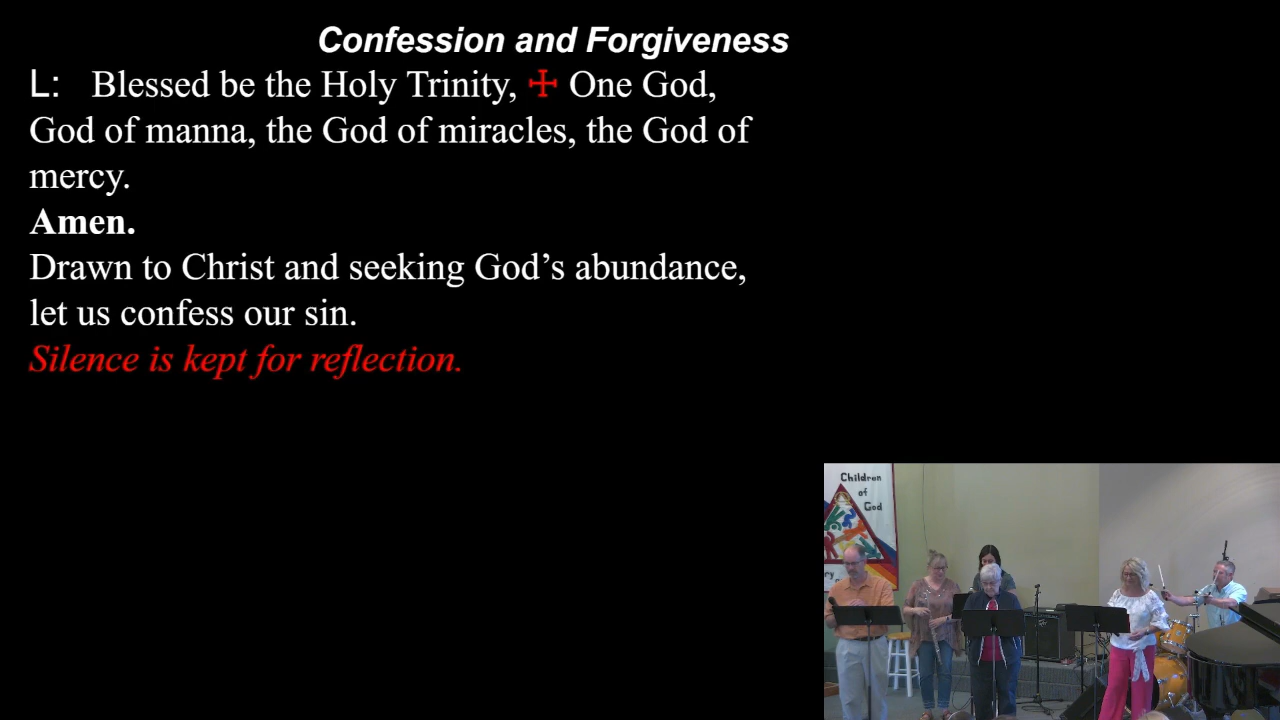 Confession and Forgiveness
L: Blessed be the Holy Trinity, ☩ One God,
God of manna, the God of miracles, the God of
mercy.
Amen.
Drawn to Christ and seeking God’s abundance,
let us confess our sin.
Silence is kept for reflection.
Children
of
God